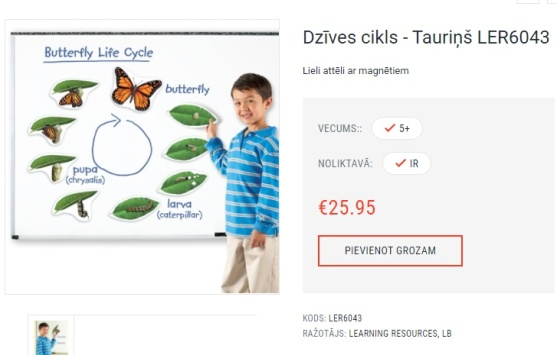 Butterfly Life Cycle
butterfly
pupa
(chrysalis)
larva
(caterpillar)
Dzīves cikls - Tauriņš LER6043
Lieli attēli ar magnētiem
VECUMS::
5+
NOLIKTAVĀ:
IR
€25.95
PIEVIENOT GROZAM
KODS: LER6043
RAŽOTĀJS: LEARNING RESOURCES, LB